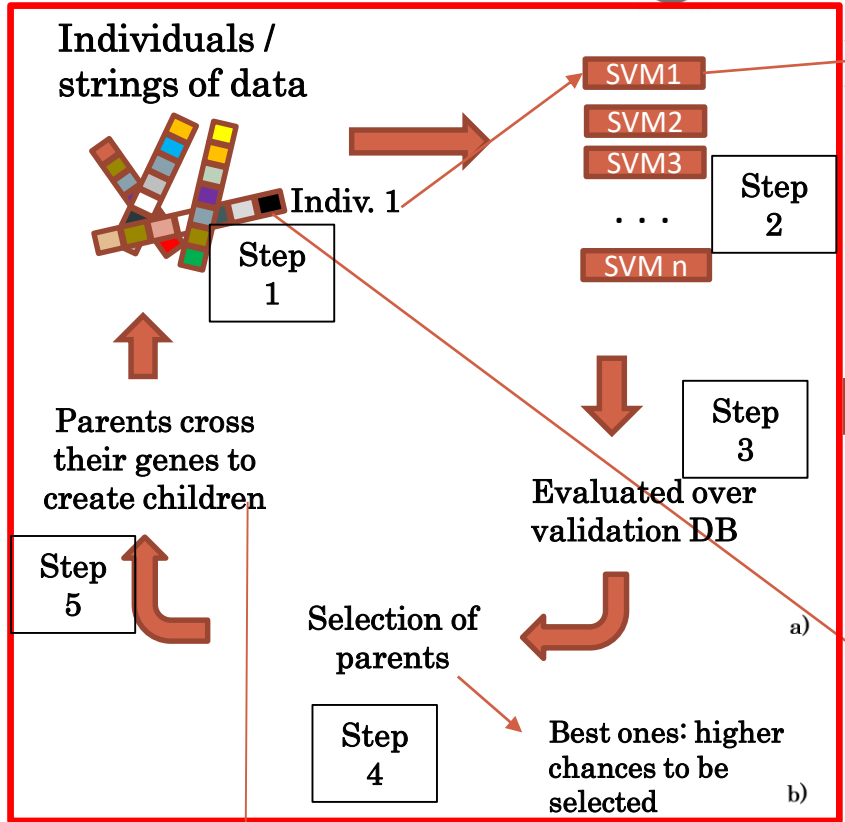 Individuals /
strings of data
Indiv. 1
Step
1
SVM1
SVM2
SVM3
. . .
SVM n
Step
2
Step
3
Evaluated over
validation DB
a)
Selection of
parents
Step
4
Best ones: higher
chances to be
selected
b)
Parents cross
their genes to
create children
Step
5